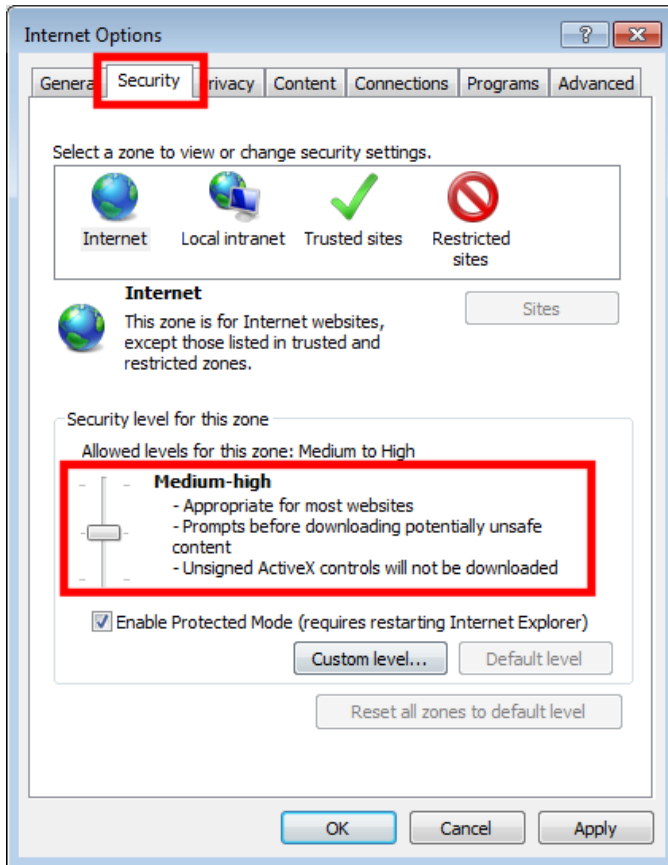 Internet Options
General Security Privacy Content Connections Programs Advanced
Select a zone to view or change security settings.
Internet Local intranet Trusted sites Restricted
sites
Internet
This zone is for Internet websites,
except those listed in trusted and
restricted zones.
Sites
Security level for this zone
Allowed levels for this zone: Medium to High
Medium-high
- Appropriate for most websites
- Prompts before downloading potentially unsafe
content
- Unsigned ActiveX controls will not be downloaded
Enable Protected Mode (requires restarting Internet Explorer)
Custom level... Default level
Reset all zones to default level
OK Cancel Apply